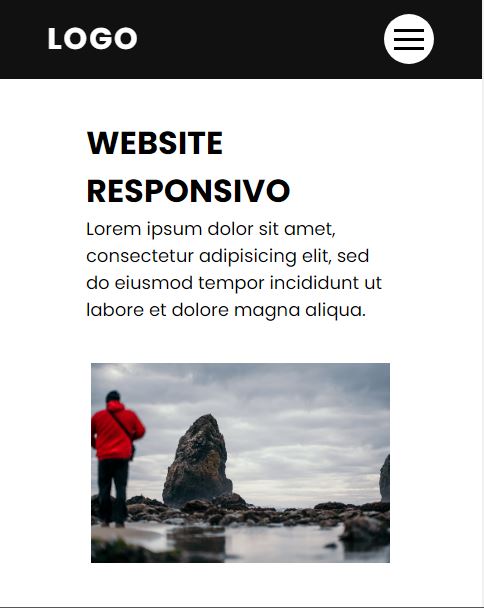 LOGO
WEBSITE
RESPONSIVO
Lorem ipsum dolor sit amet,
consectetur adipisicing elit, sed
do eiusmod tempor incididunt ut
labore et dolore magna aliqua.